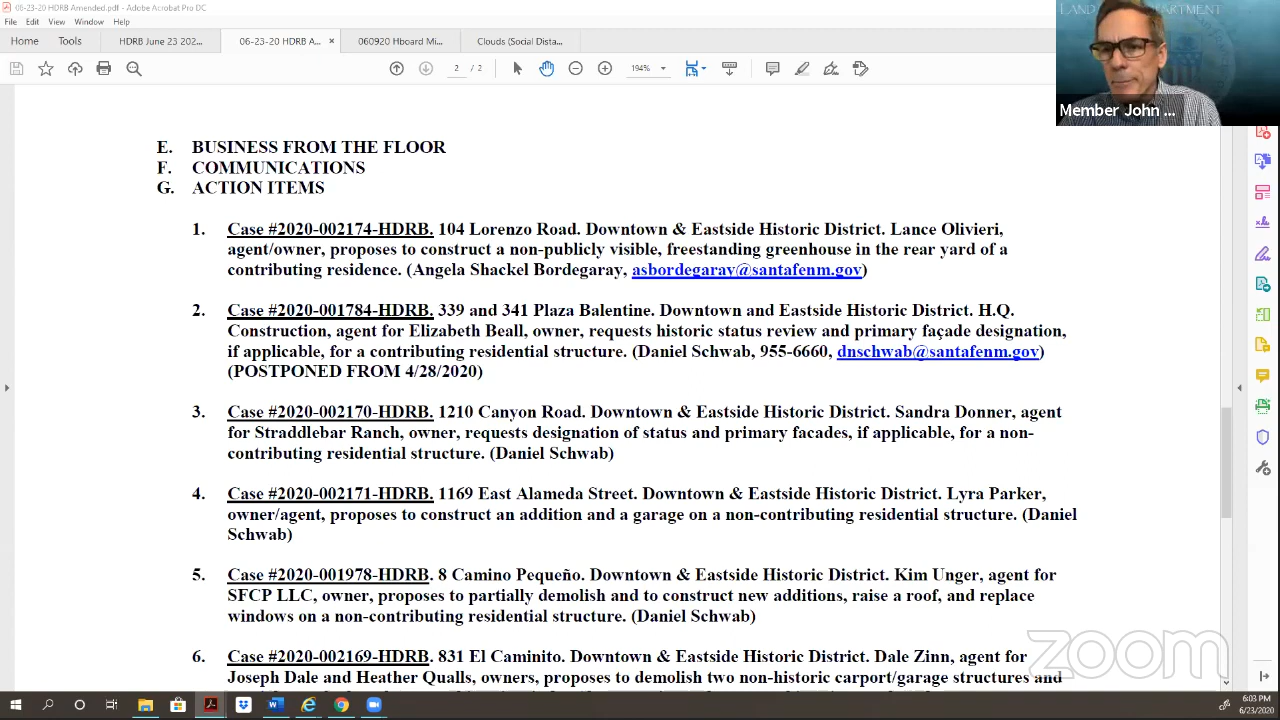 06-23-20 HDRB Amended.pdf - Adobe Acrobat Pro DC
File Edit View Window Help
Home Tools HDRB June 23 202... 06-23-20 HDRB A... × 060920 Hboard Mi... Clouds (Social Dista...
2 / 2 194%
Member John ...
E. BUSINESS FROM THE FLOOR
F. COMMUNICATIONS
G. ACTION ITEMS
1. Case #2020-002174-HDRB. 104 Lorenzo Road. Downtown & Eastside Historic District. Lance Olivieri,
agent/owner, proposes to construct a non-publicly visible, freestanding greenhouse in the rear yard of a
contributing residence. (Angela Shackel Bordegaray, asbordegaray@santafenm.gov)
2. Case #2020-001784-HDRB. 339 and 341 Plaza Balentine. Downtown and Eastside Historic District. H.Q.
Construction, agent for Elizabeth Beall, owner, requests historic status review and primary façade designation,
if applicable, for a contributing residential structure. (Daniel Schwab, 955-6660, dnschwab@santafenm.gov)
(POSTPONED FROM 4/28/2020)
3. Case #2020-002170-HDRB. 1210 Canyon Road. Downtown & Eastside Historic District. Sandra Donner, agent
for Straddlebar Ranch, owner, requests designation of status and primary facades, if applicable, for a non-
contributing residential structure. (Daniel Schwab)
4. Case #2020-002171-HDRB. 1169 East Alameda Street. Downtown & Eastside Historic District. Lyra Parker,
owner/agent, proposes to construct an addition and a garage on a non-contributing residential structure. (Daniel
Schwab)
5. Case #2020-001978-HDRB. 8 Camino Pequeño. Downtown & Eastside Historic District. Kim Unger, agent for
SFCP LLC, owner, proposes to partially demolish and to construct new additions, raise a roof, and replace
windows on a non-contributing residential structure. (Daniel Schwab)
6. Case #2020-002169-HDRB. 831 El Caminito. Downtown & Eastside Historic District. Dale Zinn, agent for
Joseph Dale and Heather Qualls, owners, proposes to demolish two non-historic carport/garage structures and
zoom
6:03 PM
6/23/2020